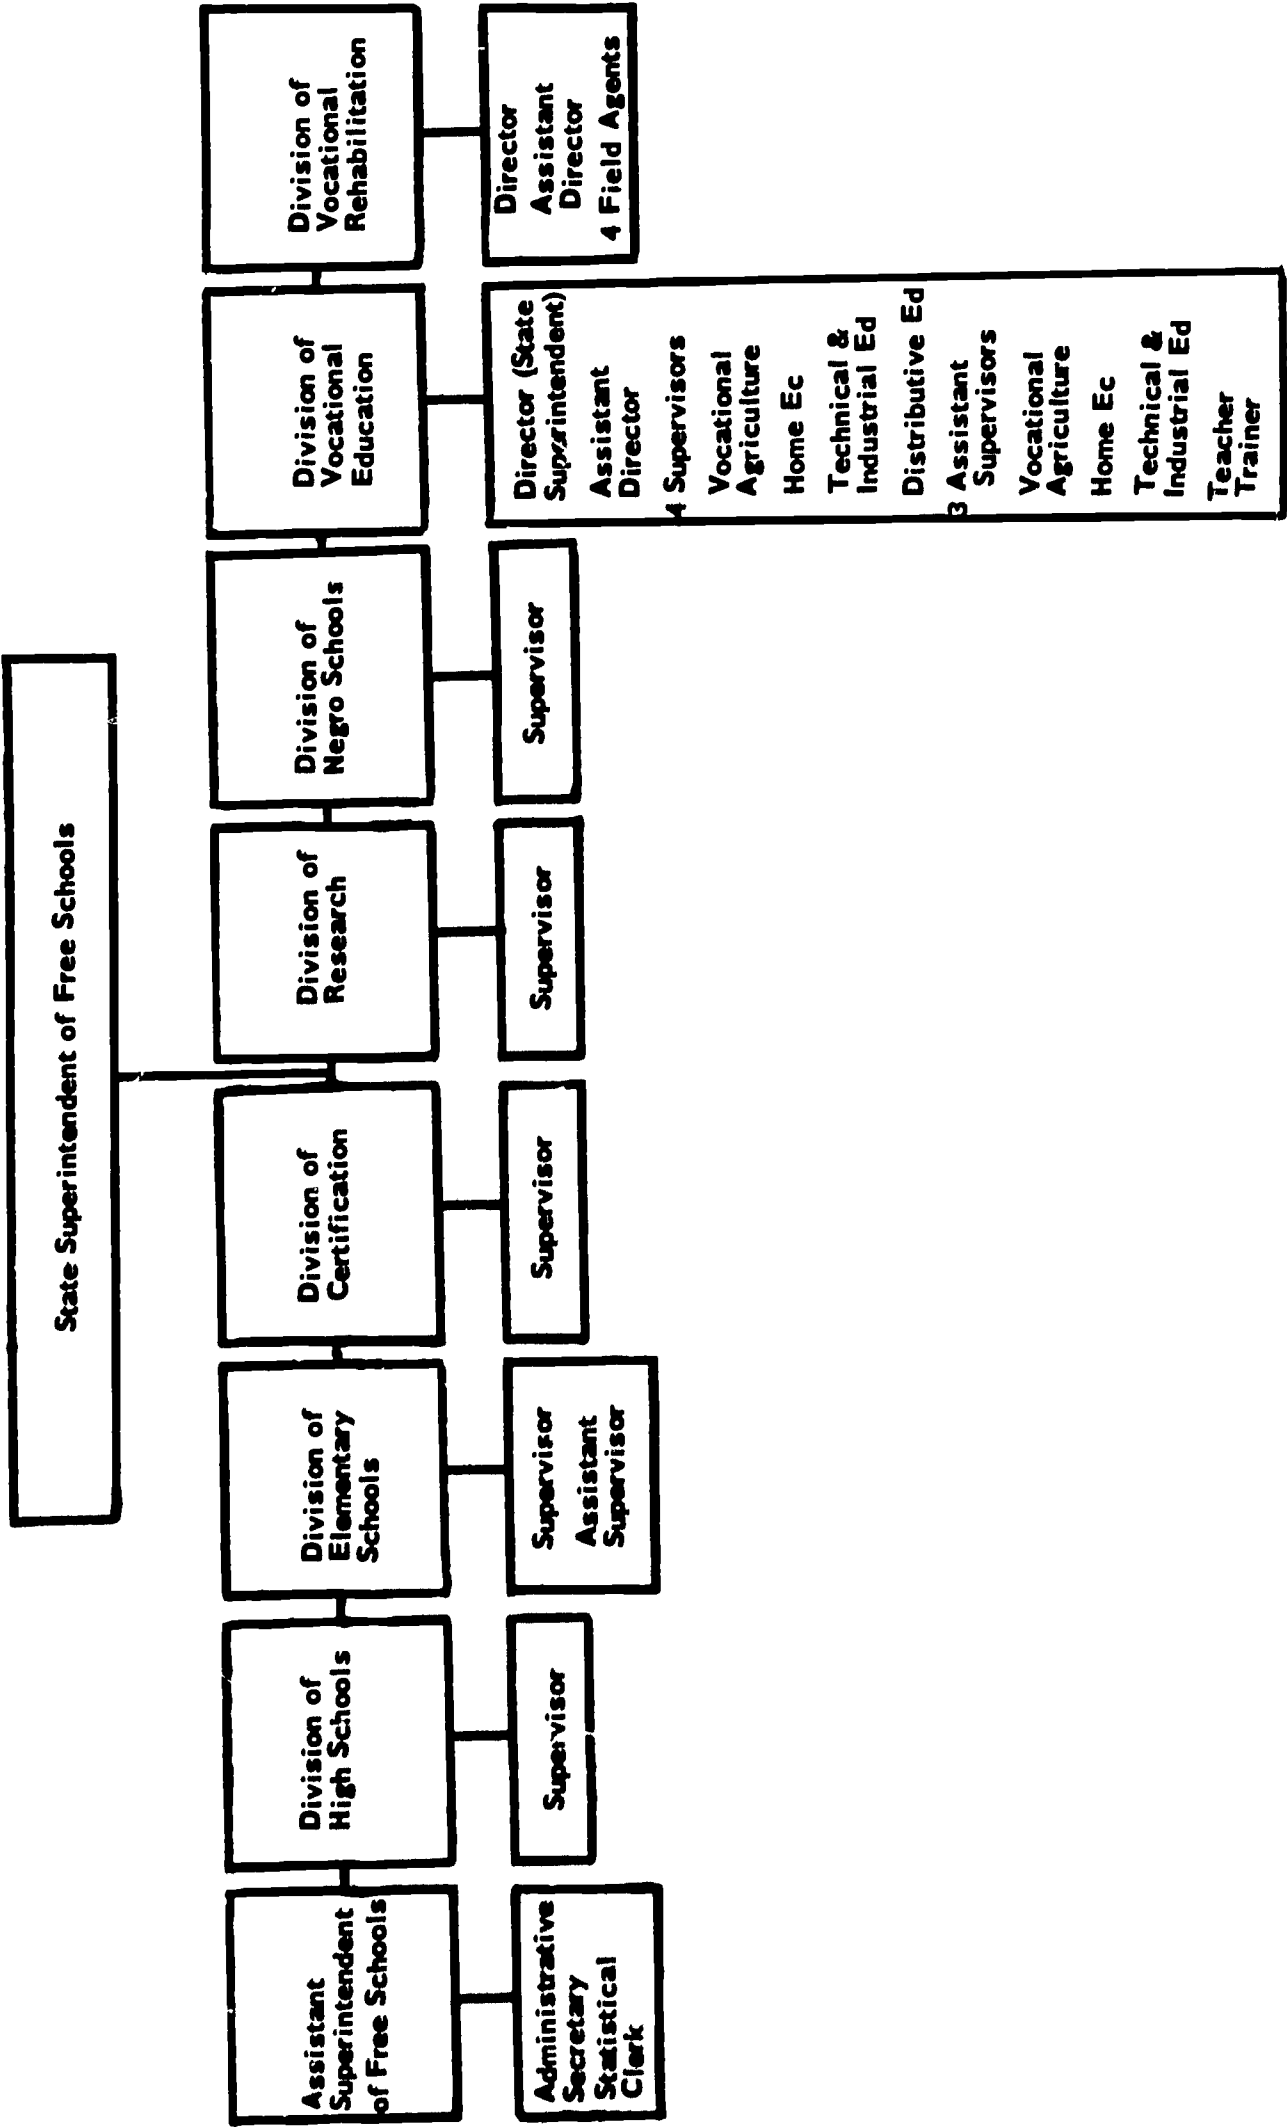 State Superintendent of Free Schools
Assistant
Superintendent
of Free Schools
Administrative
Secretary
Statistical
Clerk
Division of
High Schools
Supervisor
Division of
Elementary
Schools
Supervisor
Assistant
Supervisor
Division of
Certification
Supervisor
Division of
Research
Supervisor
Division of
Negro Schools
Supervisor
Division of
Vocational
Education
Director (State
Superintendent)
Assistant
Director
4 Supervisors
Vocational
Agriculture
Home Ec
Technical &
Industrial Ed
Distributive Ed
3 Assistant
Supervisors
Vocational
Agriculture
Home Ec
Technical &
Industrial Ed
Teacher
Trainer
Division of
Vocational
Rehabilitation
Director
Assistant
Director
4 Field Agents